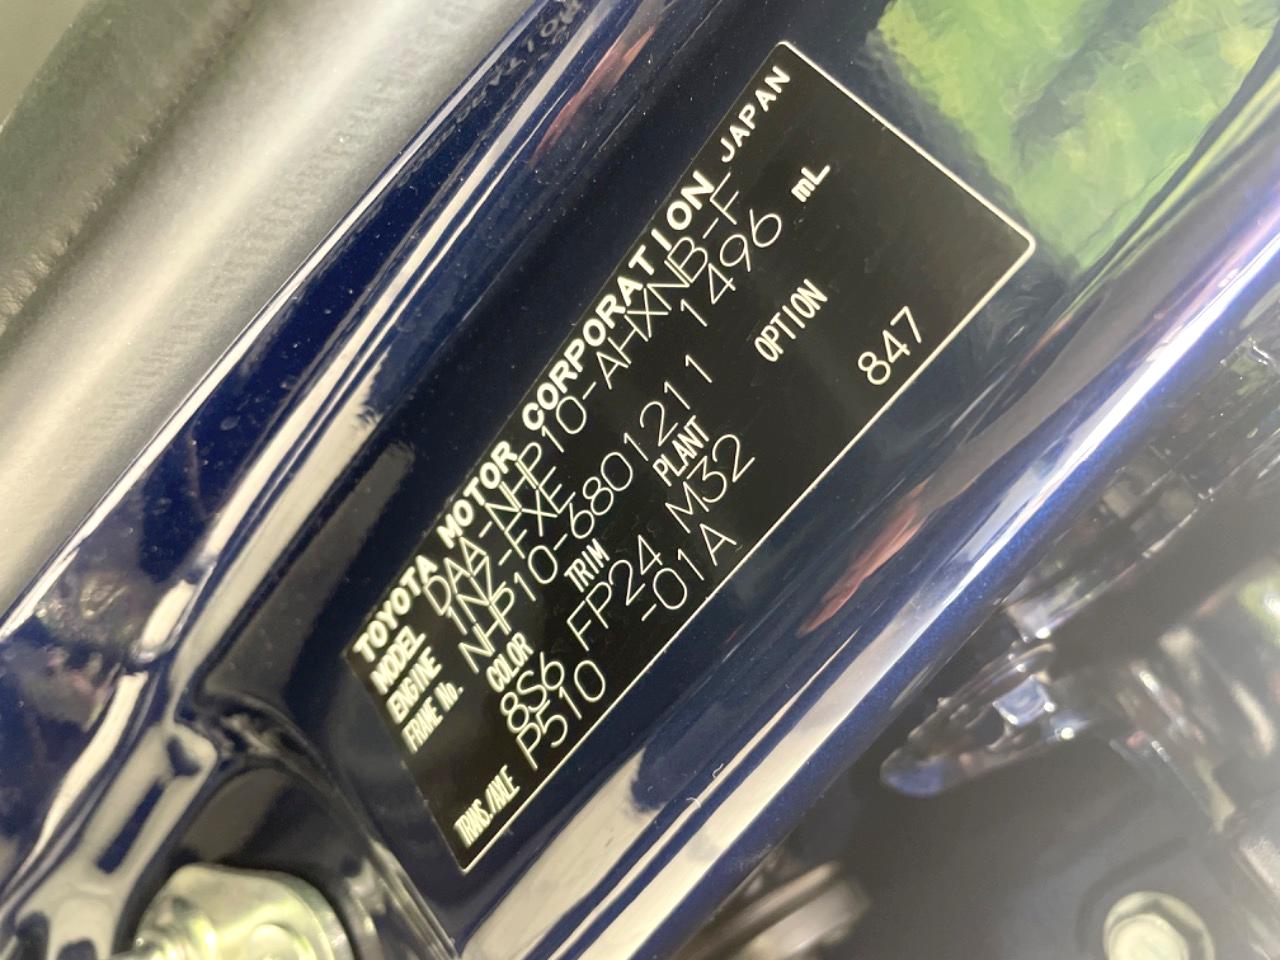 TOYOTA MOTOR CORPORATION JAPAN
MODEL DAA-NHP10-AHXNB-F
ENGINE 1NZ-FXE 1496 mL
FRAME No. NHP10-6801211
COLOR TRIM PLANT OPTION
8S6 FP24 M32 847
TRANS./AXLE P510 -01A